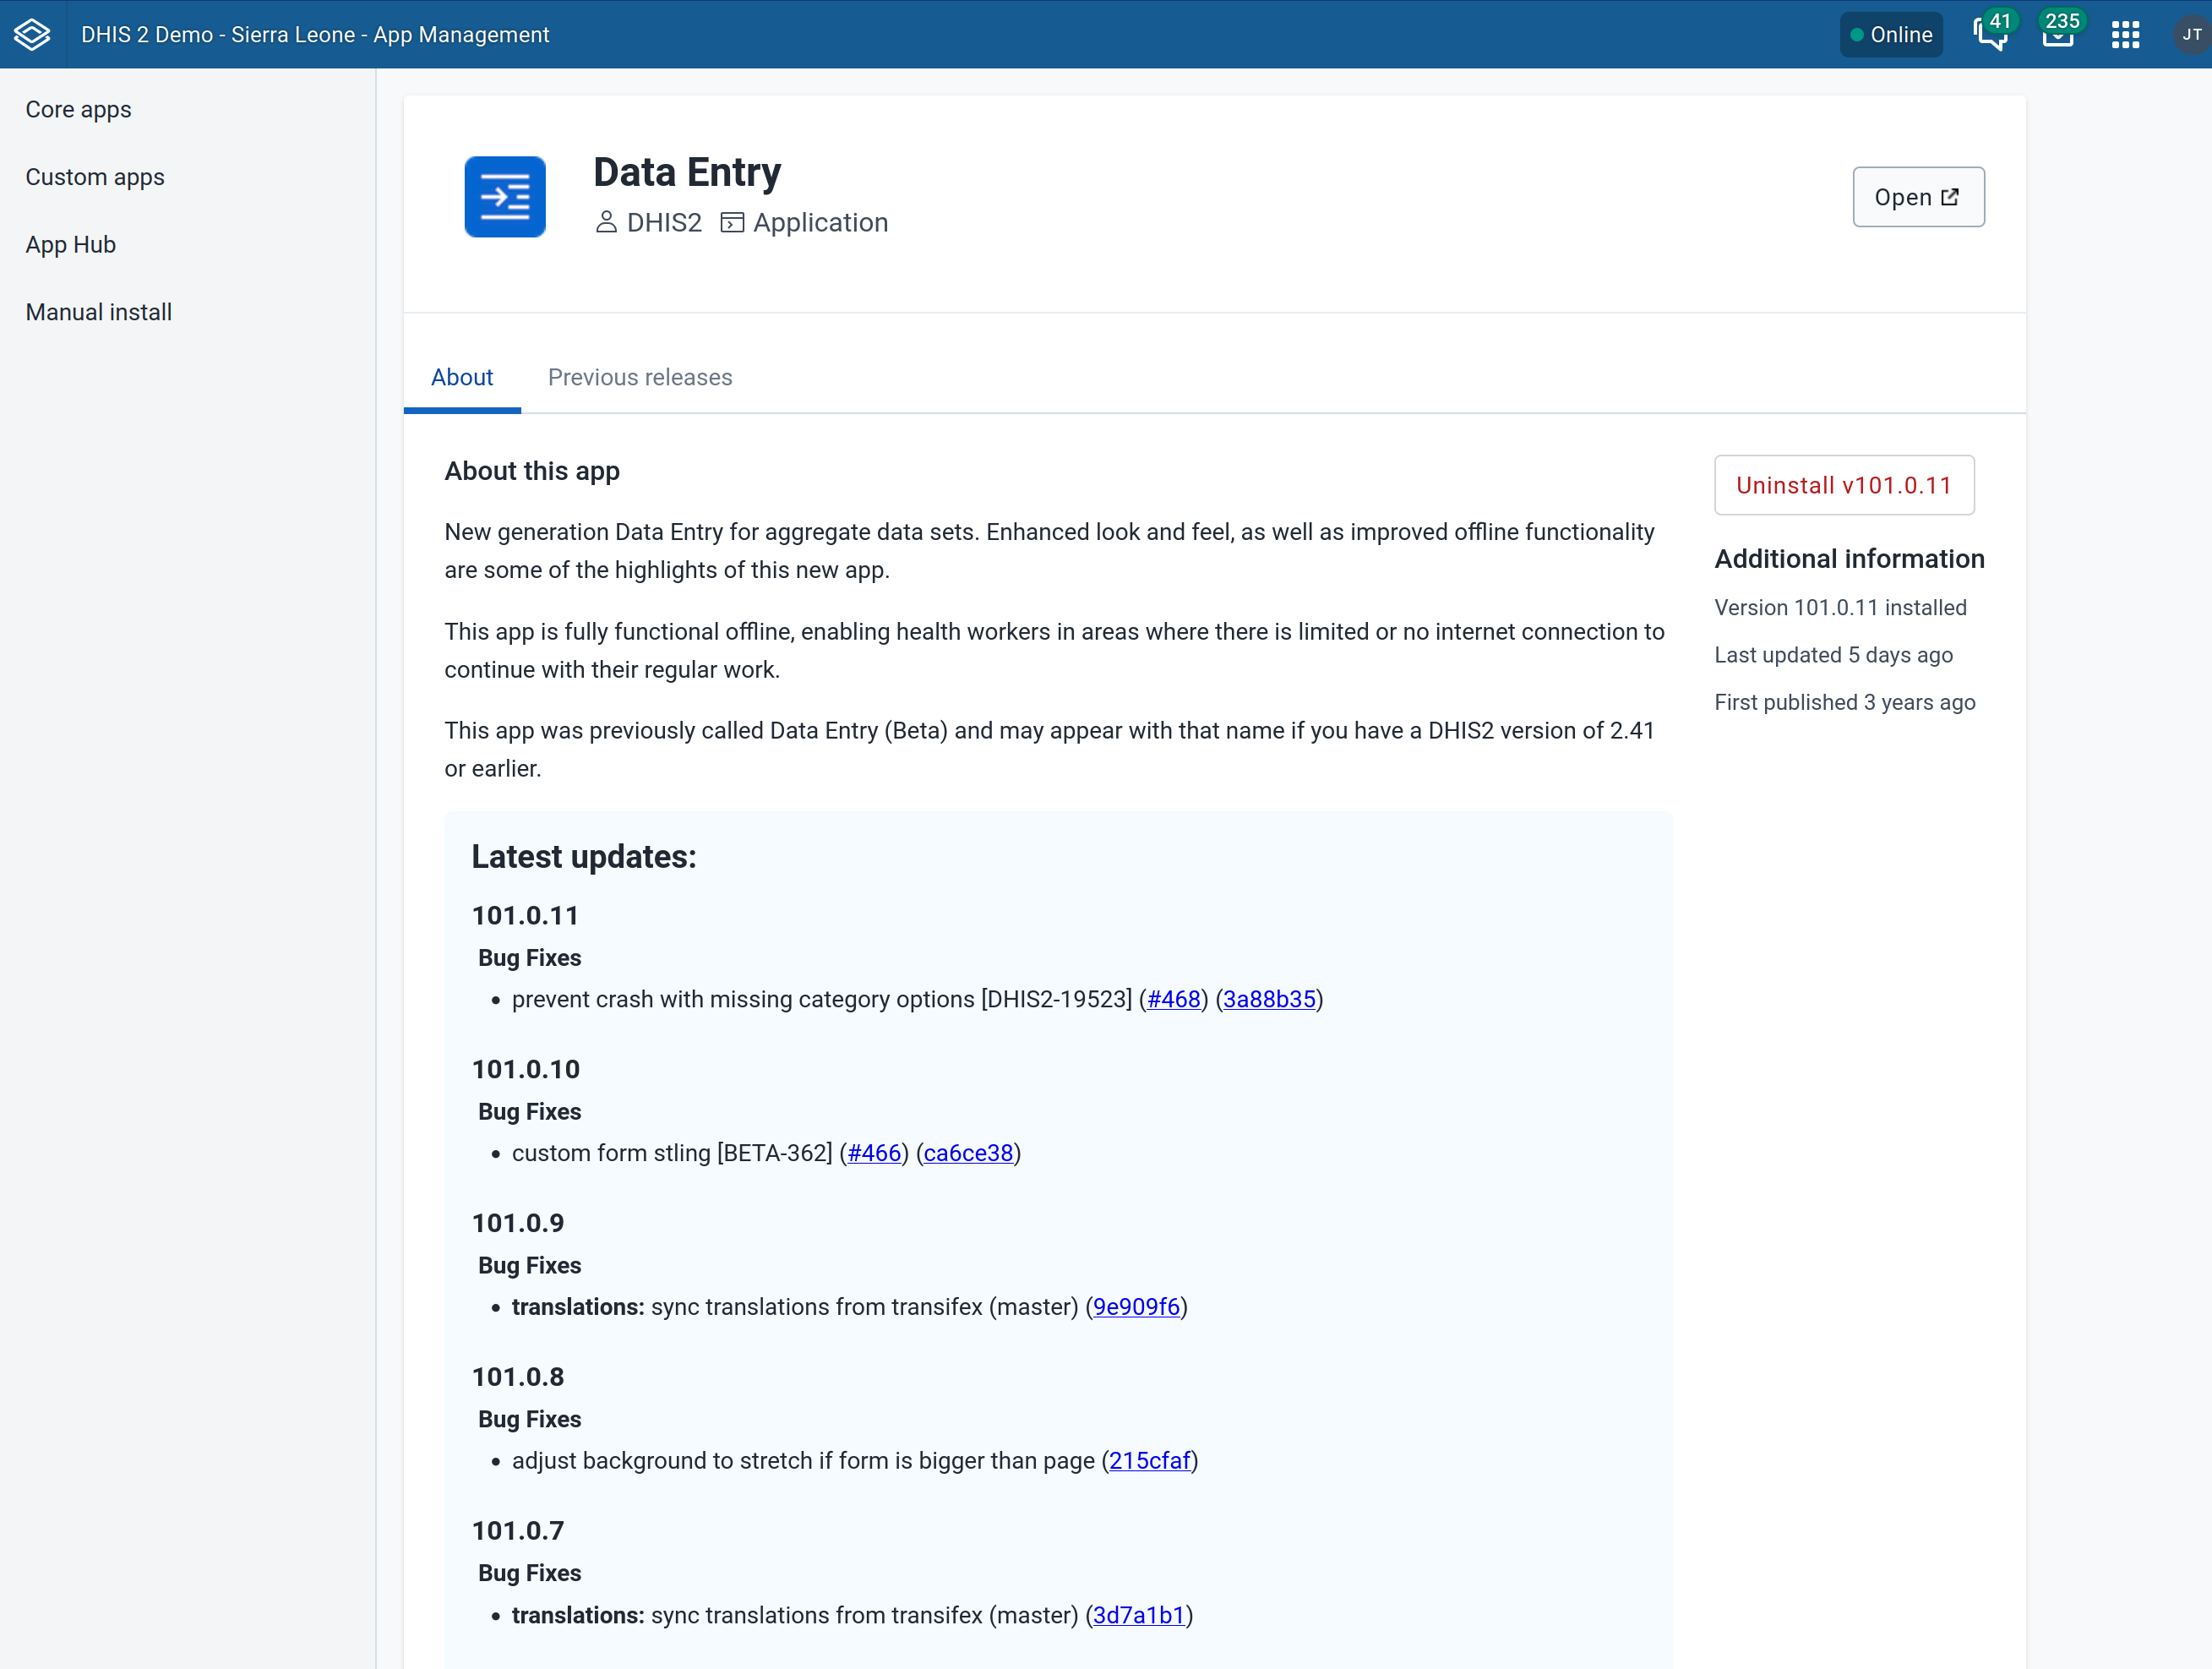 DHIS 2 Demo - Sierra Leone - App Management
Online
41
235
JT
Core apps
Custom apps
App Hub
Manual install
Data Entry
DHIS2 Application
Open
About
Previous releases
About this app
New generation Data Entry for aggregate data sets. Enhanced look and feel, as well as improved offline functionality
are some of the highlights of this new app.
This app is fully functional offline, enabling health workers in areas where there is limited or no internet connection to
continue with their regular work.
This app was previously called Data Entry (Beta) and may appear with that name if you have a DHIS2 version of 2.41
or earlier.
Uninstall v101.0.11
Additional information
Version 101.0.11 installed
Last updated 5 days ago
First published 3 years ago
Latest updates:
101.0.11
Bug Fixes
• prevent crash with missing category options [DHIS2-19523] (#468) (3a88b35)
101.0.10
Bug Fixes
• custom form stling [BETA-362] (#466) (ca6ce38)
101.0.9
Bug Fixes
• translations: sync translations from transifex (master) (9e909f6)
101.0.8
Bug Fixes
• adjust background to stretch if form is bigger than page (215cfaf)
101.0.7
Bug Fixes
• translations: sync translations from transifex (master) (3d7a1b1)